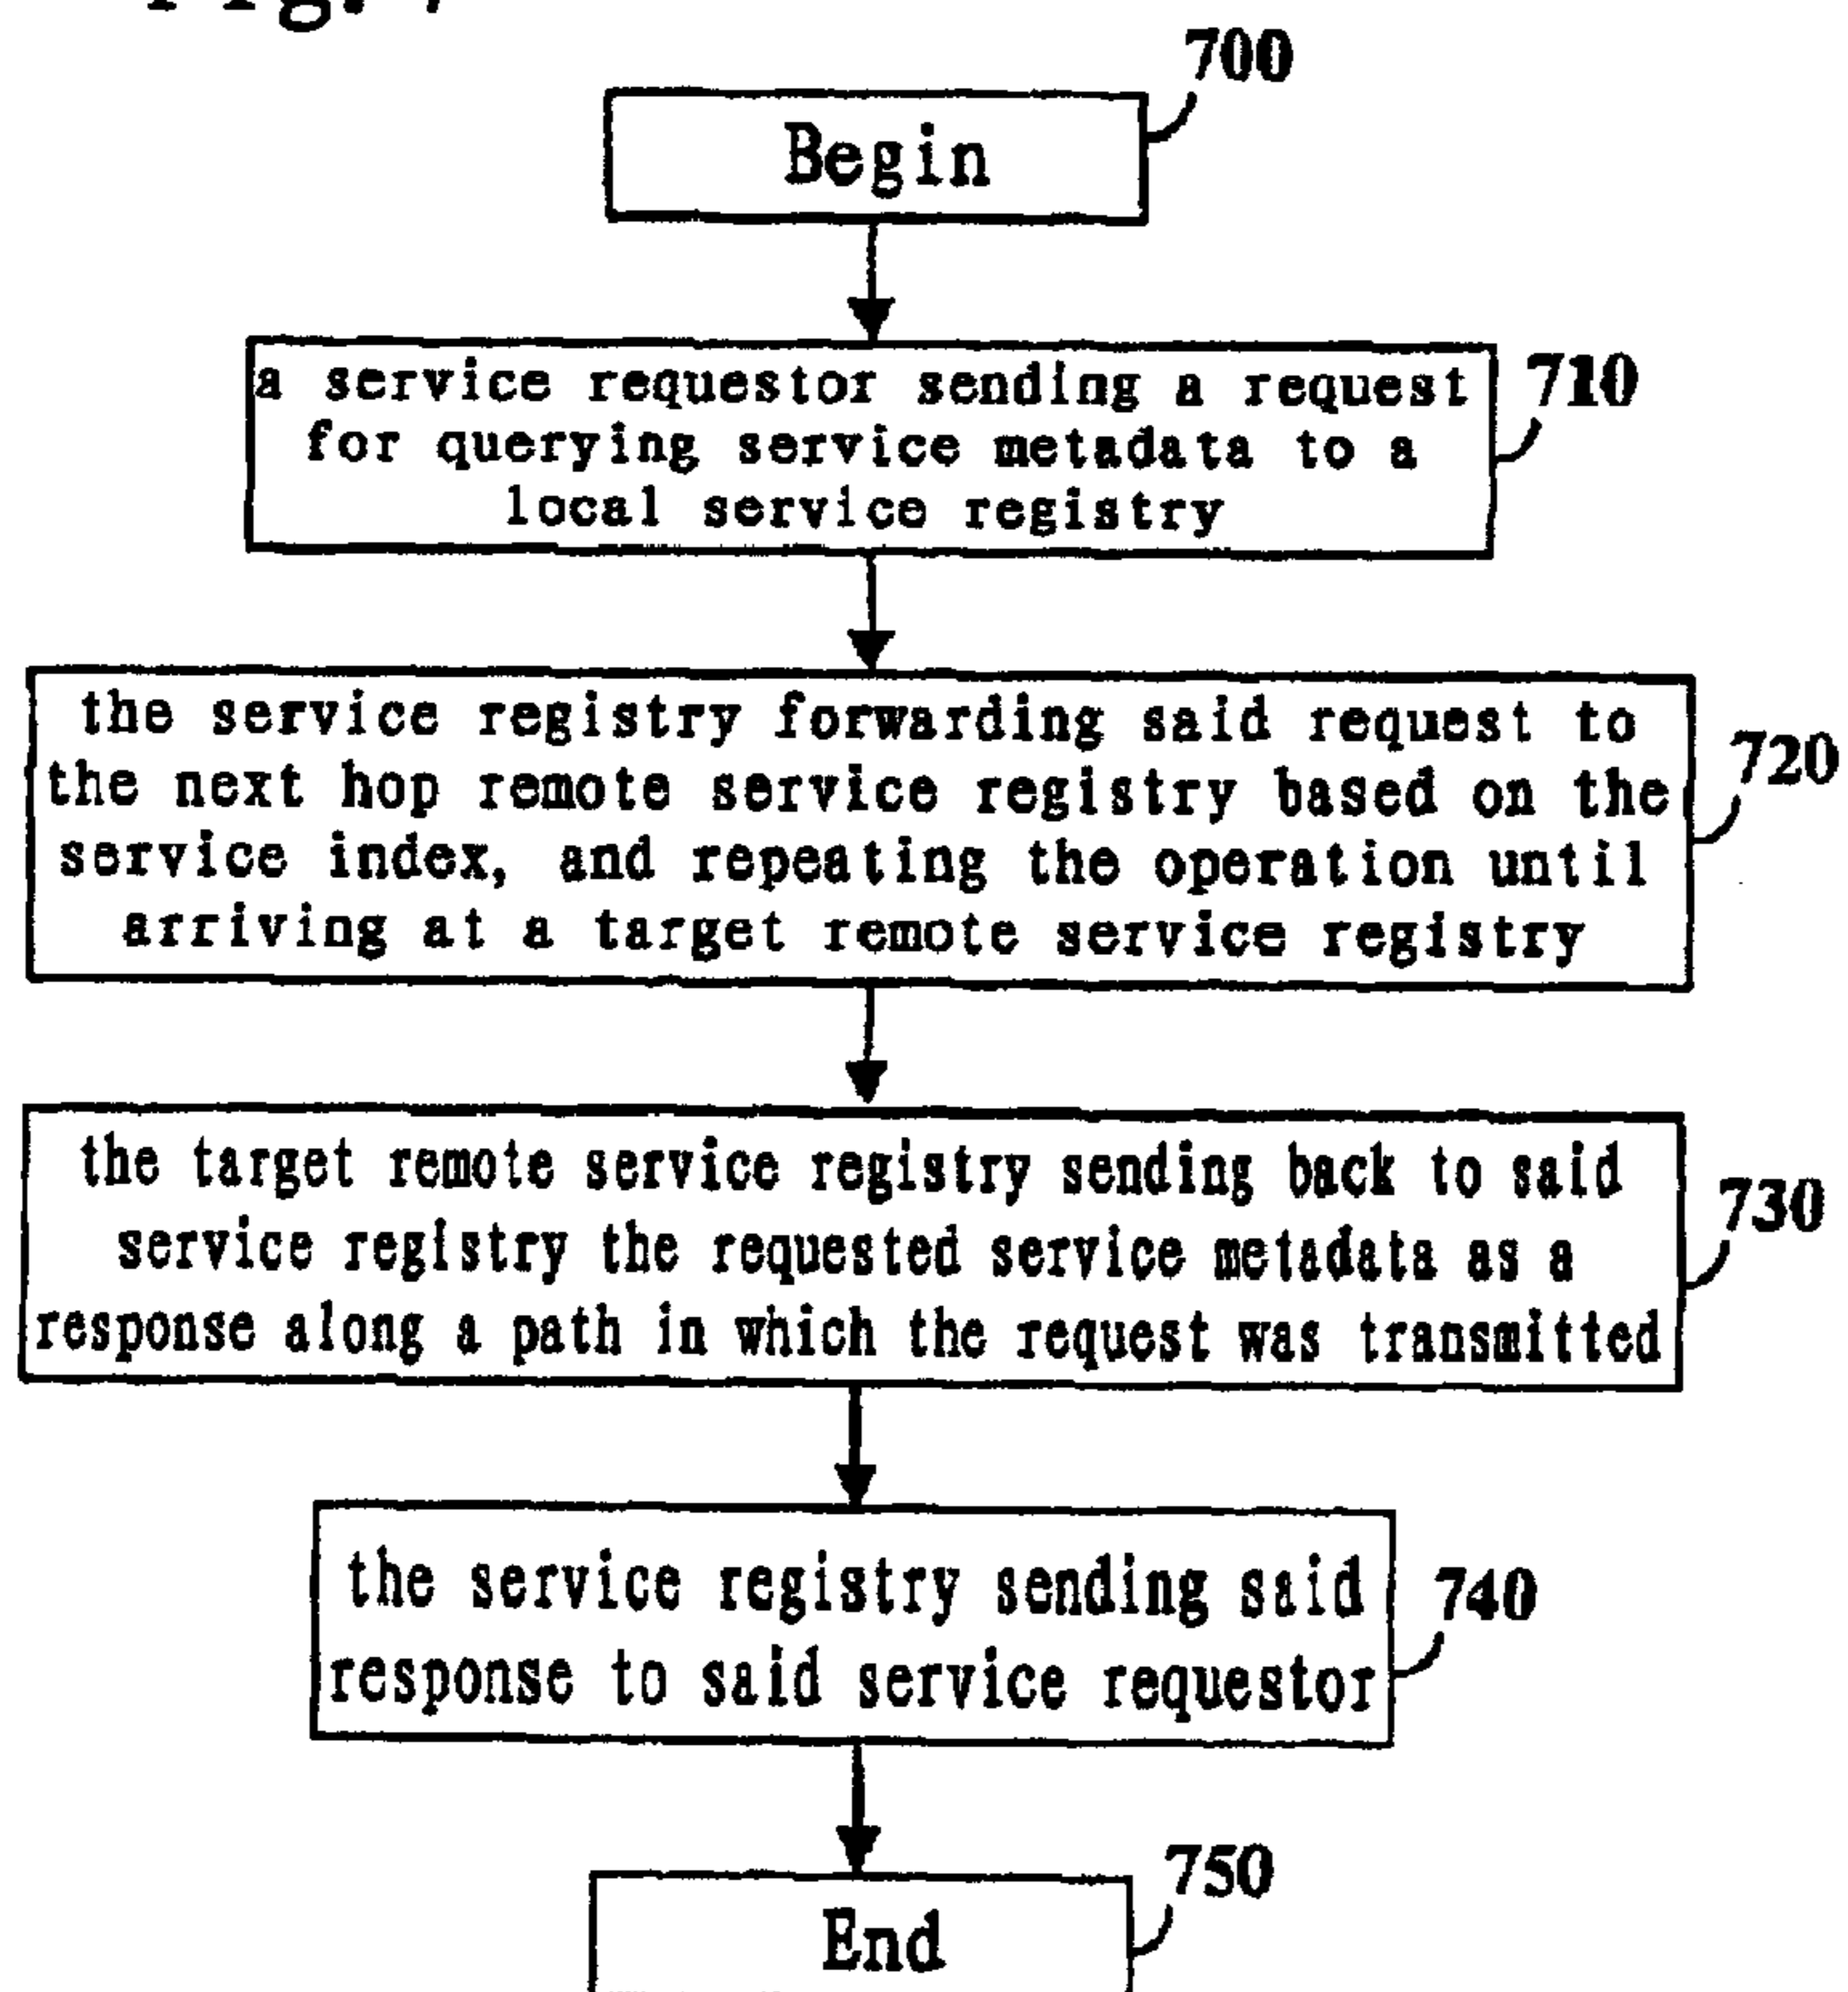 Fig. 7
700
Begin
710
a service requestor sending a request
for querying service metadata to a
local service registry
720
the service registry forwarding said request to
the next hop remote service registry based on the
service index, and repeating the operation until
arriving at a target remote service registry
730
the target remote service registry sending back to said
service registry the requested service metadata as a
response along a path in which the request was transmitted
740
the service registry sending said
response to said service requestor
750
End